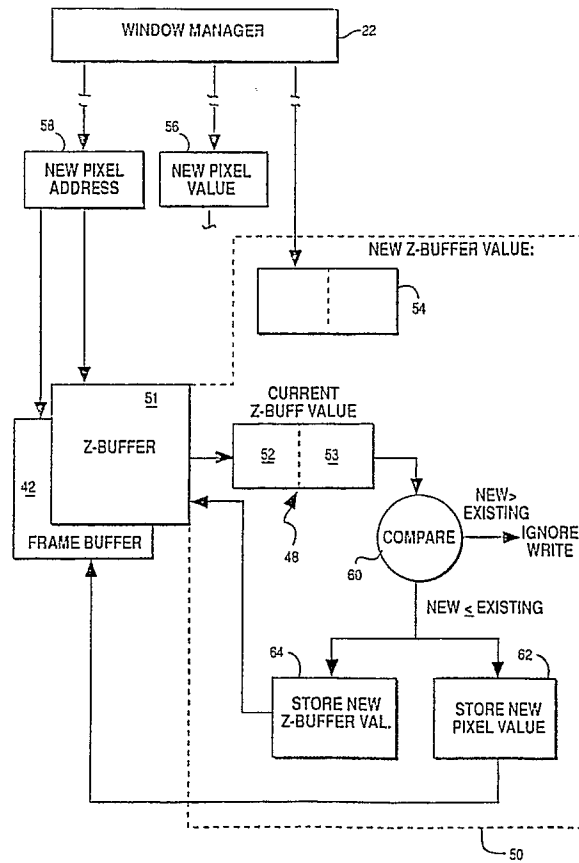 WINDOW MANAGER
22
58
56
NEW PIXEL
ADDRESS
NEW PIXEL
VALUE
NEW Z-BUFFER VALUE:
54
51
Z-BUFFER
42
FRAME BUFFER
CURRENT
Z-BUFF VALUE
52
53
48
COMPARE
60
NEW>
EXISTING
IGNORE
WRITE
NEW ≤ EXISTING
64
62
STORE NEW
Z-BUFFER VAL.
STORE NEW
PIXEL VALUE
50